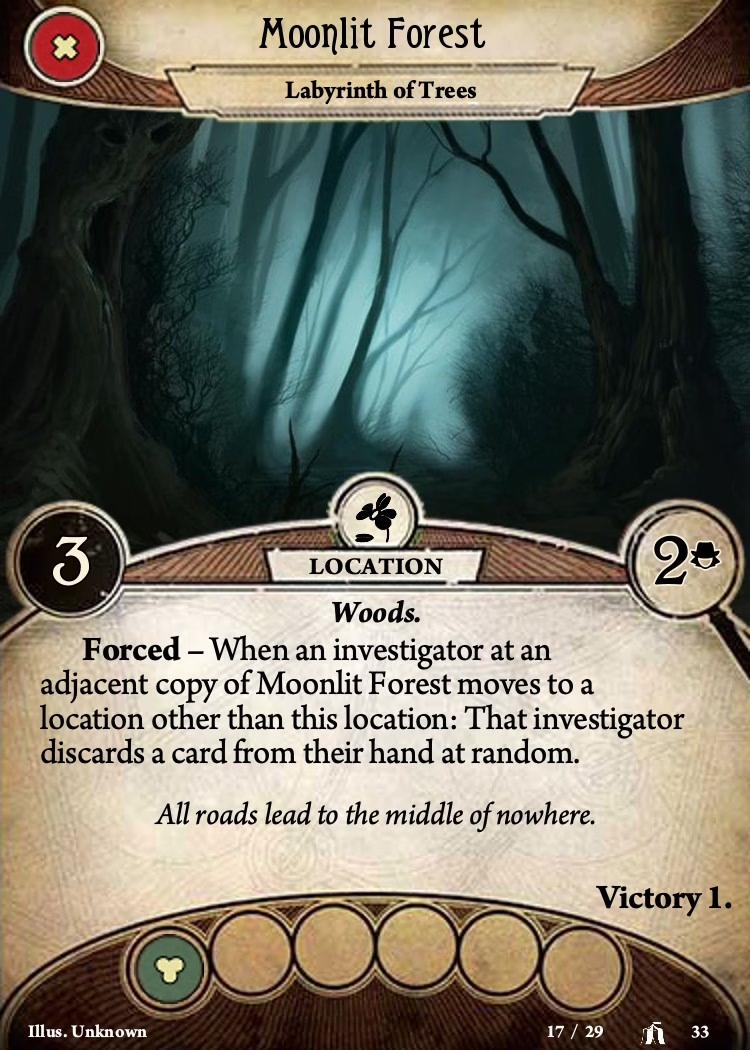 Moonlit Forest
Labyrinth of Trees
3
2
LOCATION
Woods.
Forced – When an investigator at an
adjacent copy of Moonlit Forest moves to a
location other than this location: That investigator
discards a card from their hand at random.
All roads lead to the middle of nowhere.
Victory 1.
Illus. Unknown
17 / 29
33